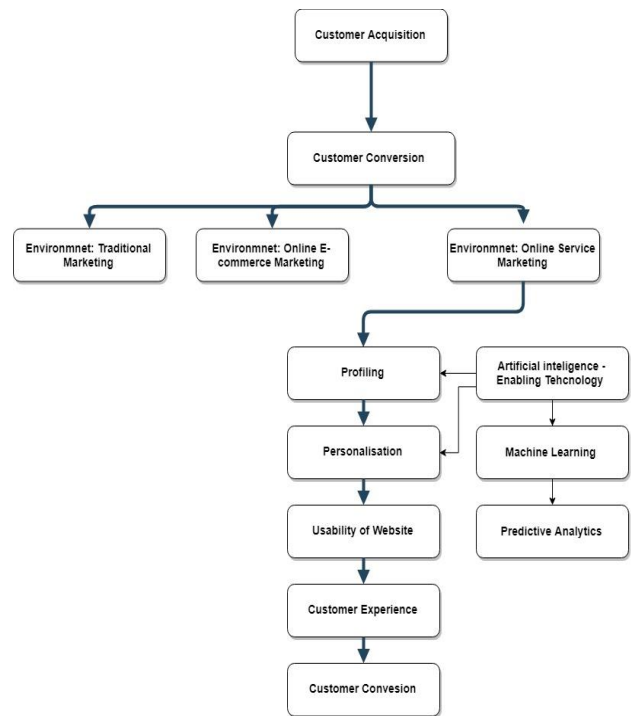 Customer Acquisition
Customer Conversion
Environmnet: Traditional
Marketing
Environmnet: Online E-
commerce Marketing
Environmnet: Online Service
Marketing
Profiling
Artificial inteligence -
Enabling Tehcnology
Personalisation
Machine Learning
Usability of Website
Predictive Analytics
Customer Experience
Customer Convesion